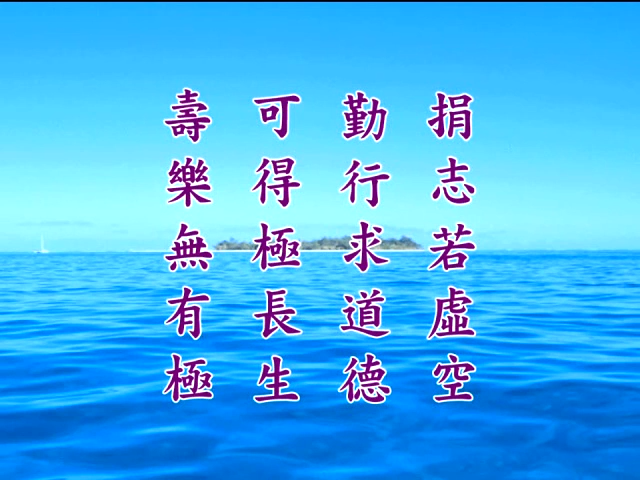 捐志若虛空
勤行求道德
可得極長生
壽樂無有極